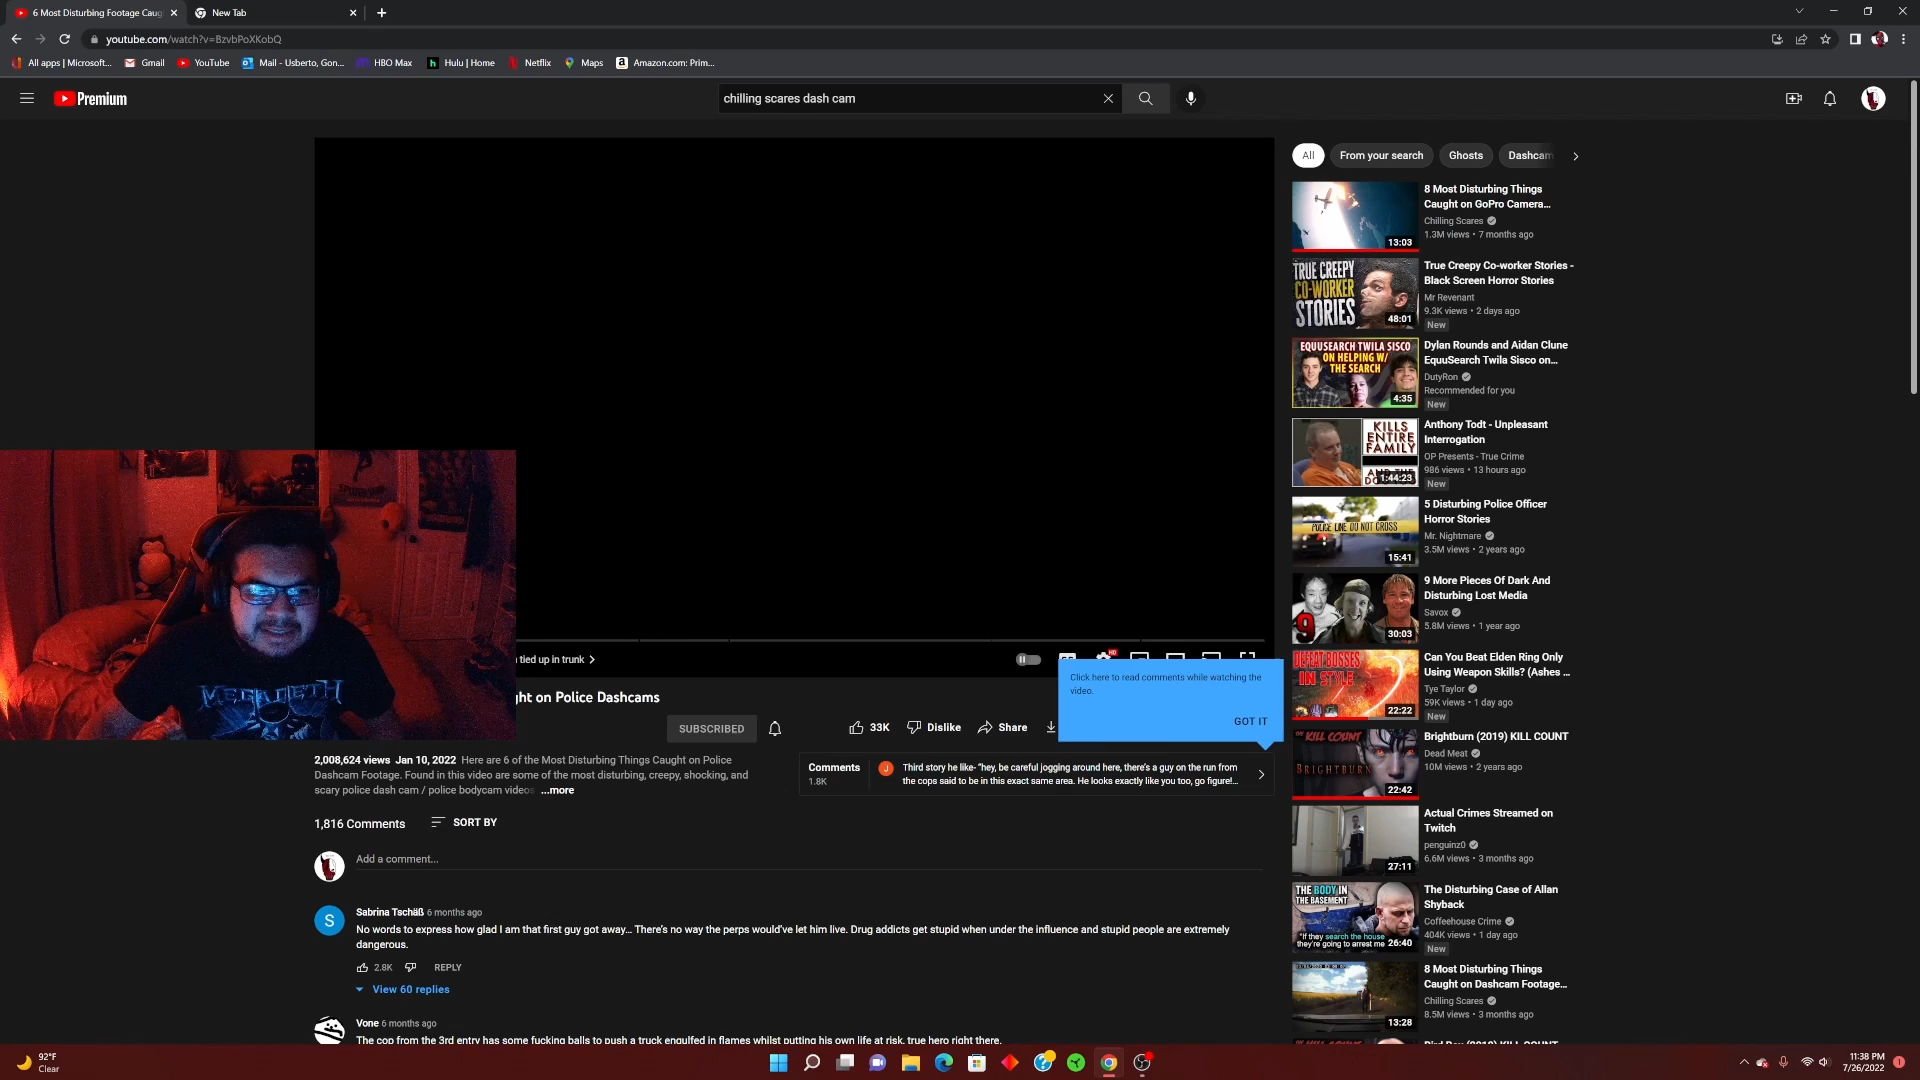 6 Most Disturbing Footage Caug
New Tab
youtube.com/watch?v=BzvbPoXKobQ
All apps | Microsoft...
Gmail
YouTube
Mail - Usberto, Gon...
HBO Max
Hulu | Home
Netflix
Maps
Amazon.com: Prim...
Premium
chilling scares dash cam
All
From your search
Ghosts
Dashcam
8 Most Disturbing Things
Caught on GoPro Camera...
Chilling Scares
1.3M views • 7 months ago
13:03
TRUE CREEPY
CO-WORKER
STORIES
48:01
True Creepy Co-worker Stories -
Black Screen Horror Stories
Mr Revenant
9.3K views • 2 days ago
New
EQUUSEARCH TWILA SISCO
ON HELPING W/
THE SEARCH
4:35
Dylan Rounds and Aidan Clune
EquuSearch Twila Sisco on...
DutyRon
Recommended for you
New
KILLS
ENTIRE
FAMILY
1:44:23
Anthony Todt - Unpleasant
Interrogation
OP Presents - True Crime
986 views • 13 hours ago
New
POLICE LINE DO NOT CROSS
15:41
5 Disturbing Police Officer
Horror Stories
Mr. Nightmare
3.5M views • 2 years ago
9
30:03
9 More Pieces Of Dark And
Disturbing Lost Media
Savox
5.8M views • 1 year ago
DEFEAT BOSSES
IN STYLE
22:22
Can You Beat Elden Ring Only
Using Weapon Skills? (Ashes ...
Tye Taylor
59K views • 1 day ago
New
THE KILL COUNT
BRIGHTBURN
22:42
Brightburn (2019) KILL COUNT
Dead Meat
10M views • 2 years ago
27:11
Actual Crimes Streamed on
Twitch
penguinz0
6.6M views • 3 months ago
THE BODY IN
THE BASEMENT
"If they search the house
they're going to arrest me
26:40
The Disturbing Case of Allan
Shyback
Coffeehouse Crime
404K views • 1 day ago
New
13:28
8 Most Disturbing Things
Caught on Dashcam Footage...
Chilling Scares
8.5M views • 3 months ago
MEGADETH
tied up in trunk
HD
Click here to read comments while watching the
video.
GOT IT
ht on Police Dashcams
SUBSCRIBED
33K
Dislike
Share
2,008,624 views Jan 10, 2022 Here are 6 of the Most Disturbing Things Caught on Police
Dashcam Footage. Found in this video are some of the most disturbing, creepy, shocking, and
scary police dash cam / police bodycam videos ...more
Comments
1.8K
J
Third story he like- "hey, be careful jogging around here, there's a guy on the run from
the cops said to be in this exact same area. He looks exactly like you too, go figure!...
1,816 Comments
SORT BY
Add a comment...
S
Sabrina Tschäß 6 months ago
No words to express how glad I am that first guy got away... There's no way the perps would've let him live. Drug addicts get stupid when under the influence and stupid people are extremely
dangerous.
2.8K
REPLY
View 60 replies
Vone 6 months ago
The cop from the 3rd entry has some fucking balls to push a truck engulfed in flames whilst putting his own life at risk, true hero right there.
92°F
Clear
11:38 PM
7/26/2022
1